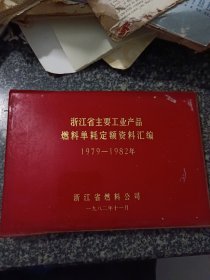 浙江省主要工业产品
燃料单耗定额资料汇编
1979—1982年
浙江省燃料公司
一九八二年十一月